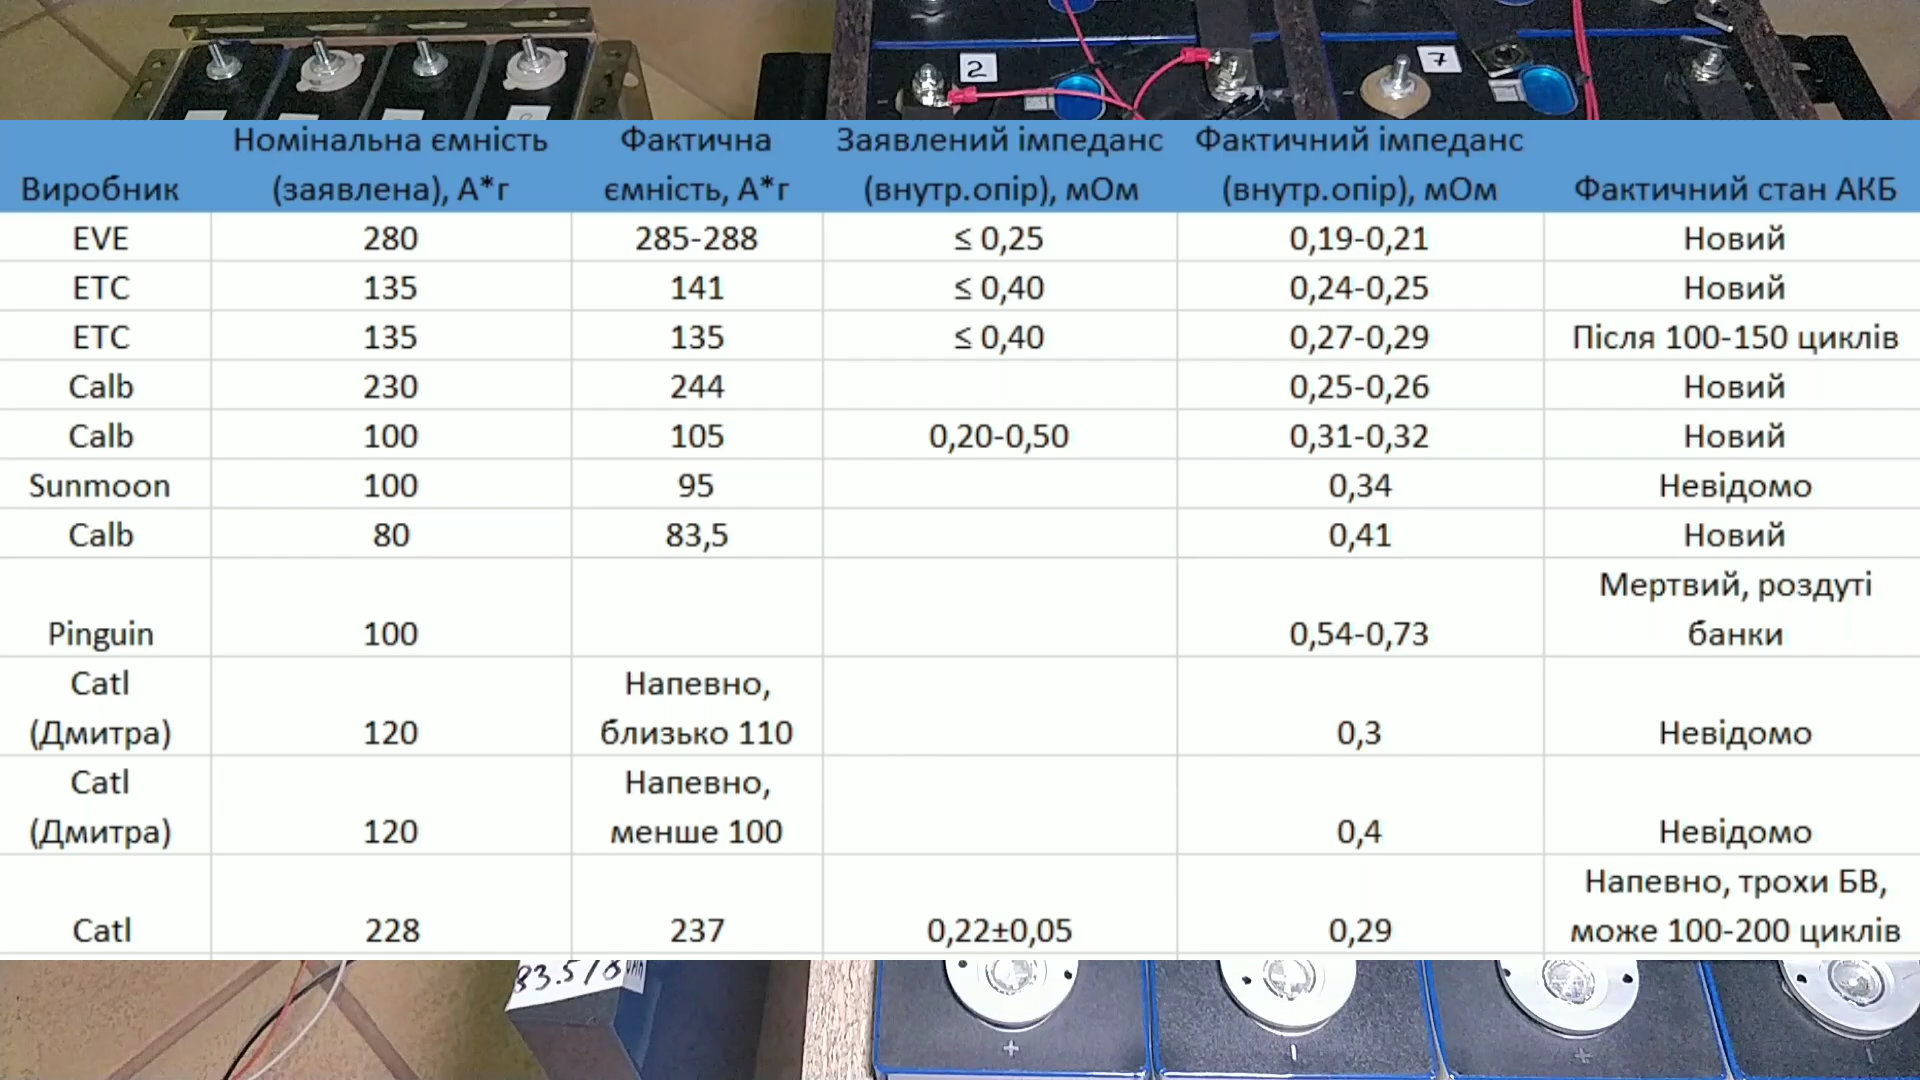 2
7
Виробник	Номінальна ємність (заявлена), А*г	Фактична ємність, А*г	Заявлений імпеданс (внутр.опір), мОм	Фактичний імпеданс (внутр.опір), мОм	Фактичний стан АКБ
EVE	280	285-288	≤ 0,25	0,19-0,21	Новий
ETC	135	141	≤ 0,40	0,24-0,25	Новий
ETC	135	135	≤ 0,40	0,27-0,29	Після 100-150 циклів
Calb	230	244		0,25-0,26	Новий
Calb	100	105	0,20-0,50	0,31-0,32	Новий
Sunmoon	100	95		0,34	Невідомо
Calb	80	83,5		0,41	Новий
Pinguin	100			0,54-0,73	Мертвий, роздуті банки
Catl (Дмитра)	120	Напевно, близько 110		0,3	Невідомо
Catl (Дмитра)	120	Напевно, менше 100		0,4	Невідомо
Catl	228	237	0,22±0,05	0,29	Напевно, трохи БВ, може 100-200 циклів